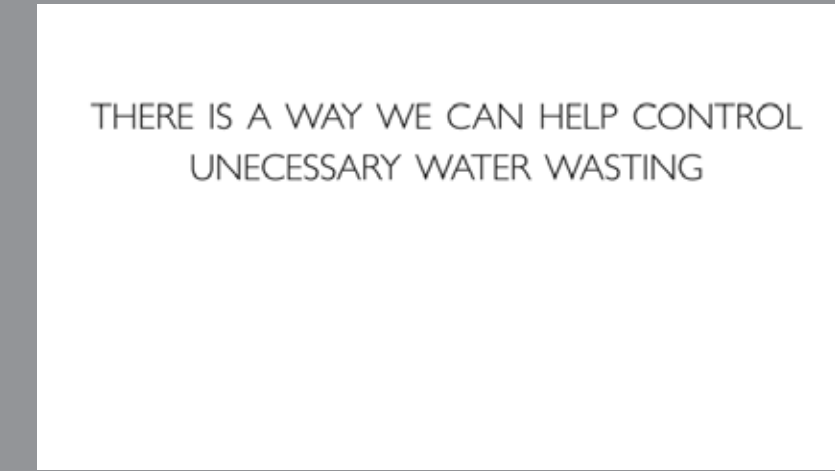 THERE IS A WAY WE CAN HELP CONTROL
UNECESSARY WATER WASTING